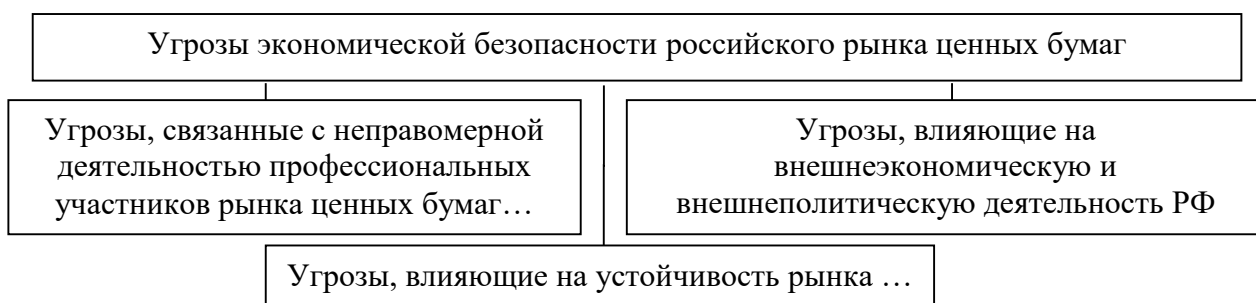 Угрозы экономической безопасности российского рынка ценных бумаг
Угрозы, связанные с неправомерной
деятельностью профессиональных
участников рынка ценных бумаг…
Угрозы, влияющие на
внешнеэкономическую и
внешнеполитическую деятельность РФ
Угрозы, влияющие на устойчивость рынка …